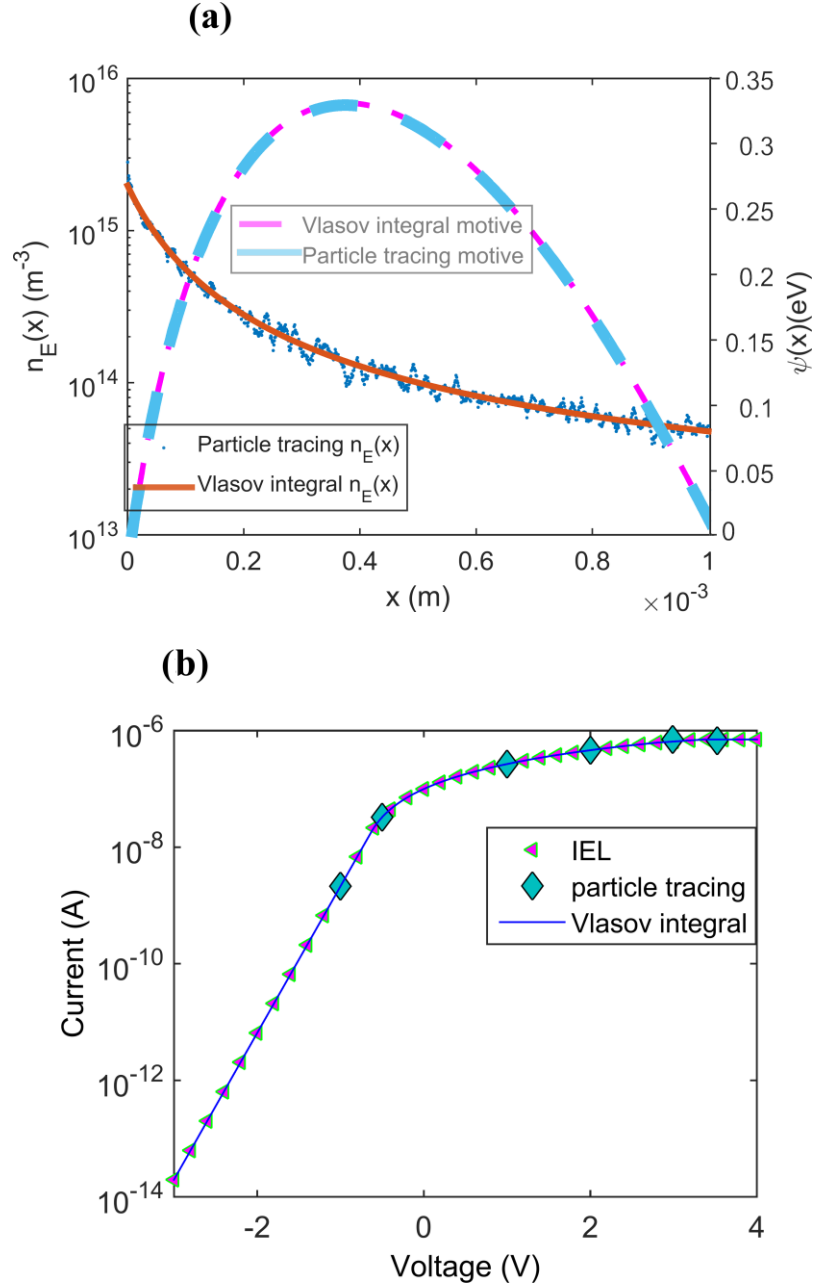 (a)
10^16
10^15
10^14
10^13
n_E(x) (m^-3)
0.35
0.3
0.25
0.2
0.15
0.1
0.05
0
ψ(x)(eV)
Vlasov integral motive
Particle tracing motive
Particle tracing n_E(x)
Vlasov integral n_E(x)
0 0.2 0.4 0.6 0.8 1
x (m)
×10^-3
(b)
10^-6
10^-8
10^-10
10^-12
10^-14
Current (A)
IEL
particle tracing
Vlasov integral
-2 0 2 4
Voltage (V)